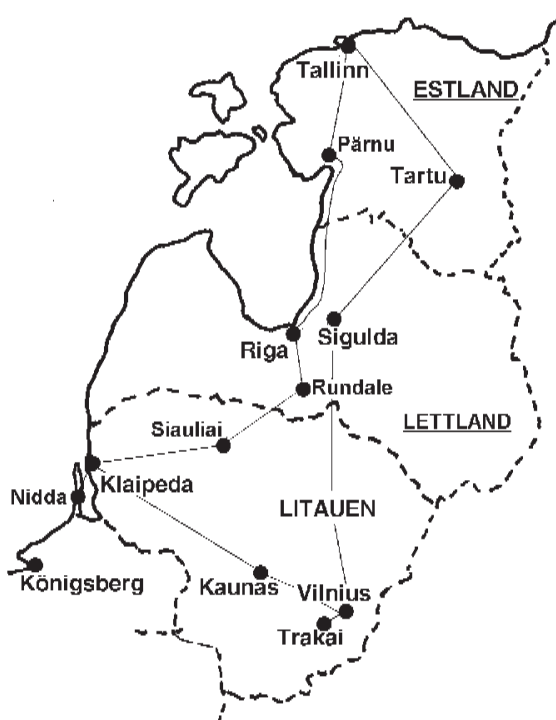 Tallinn
ESTLAND
Pärnu
Tartu
Riga
Sigulda
Rundale
LETTLAND
Siauliai
Klaipeda
Nidda
LITAUEN
Königsberg
Kaunas
Vilnius
Trakai